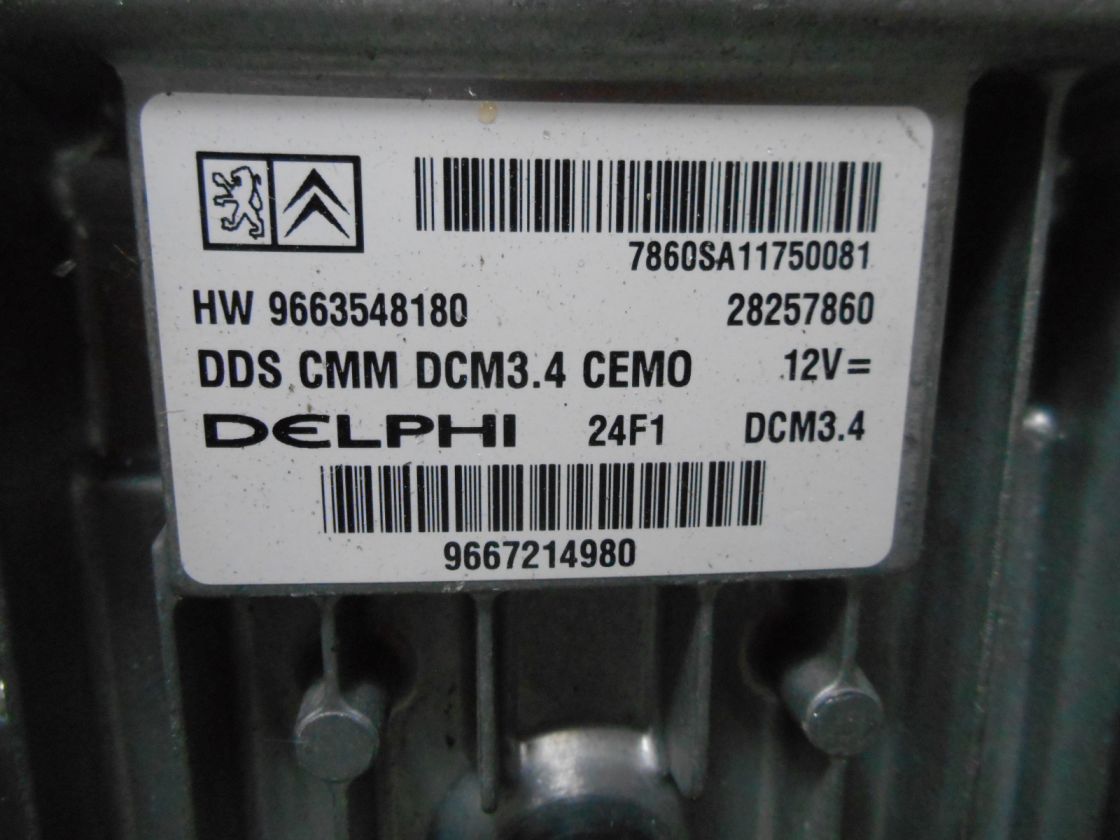 7860SA11750081
HW 9663548180 28257860
DDS CMM DCM3.4 CEMO 12V=
DELPHI 24F1 DCM3.4
9667214980